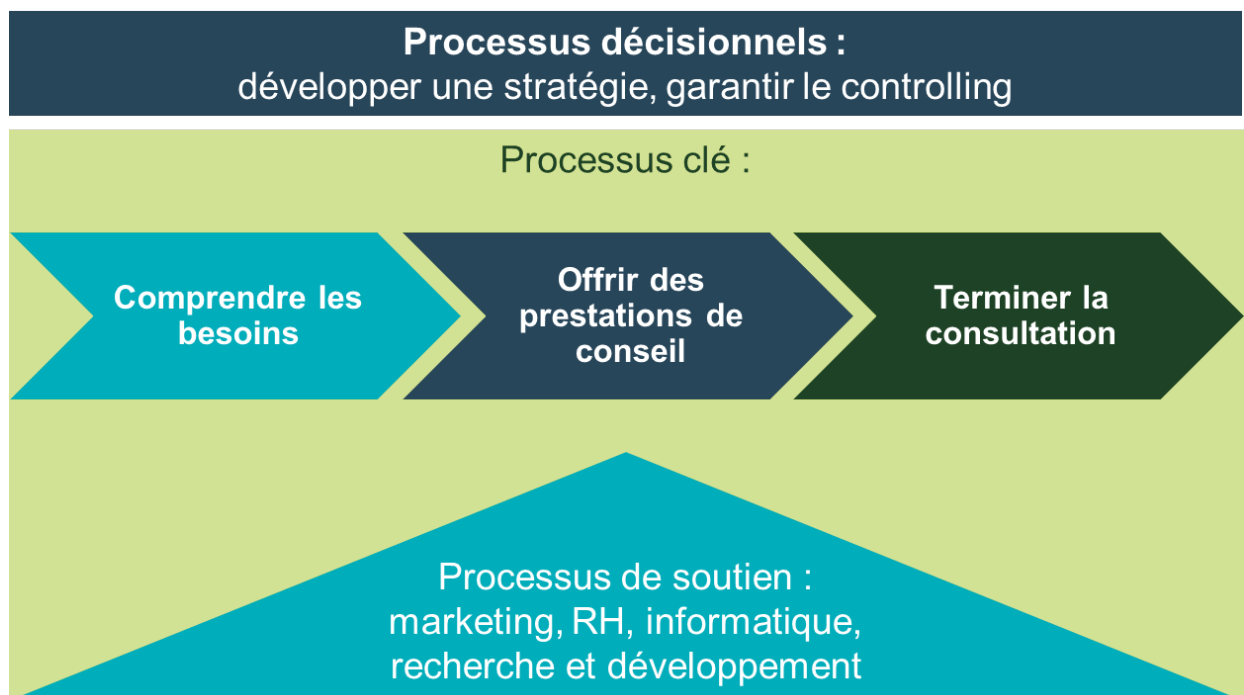 Processus décisionnels :
développer une stratégie, garantir le controlling
Processus clé :
Comprendre les
besoins
Offrir des
prestations de
conseil
Terminer la
consultation
Processus de soutien :
marketing, RH, informatique,
recherche et développement